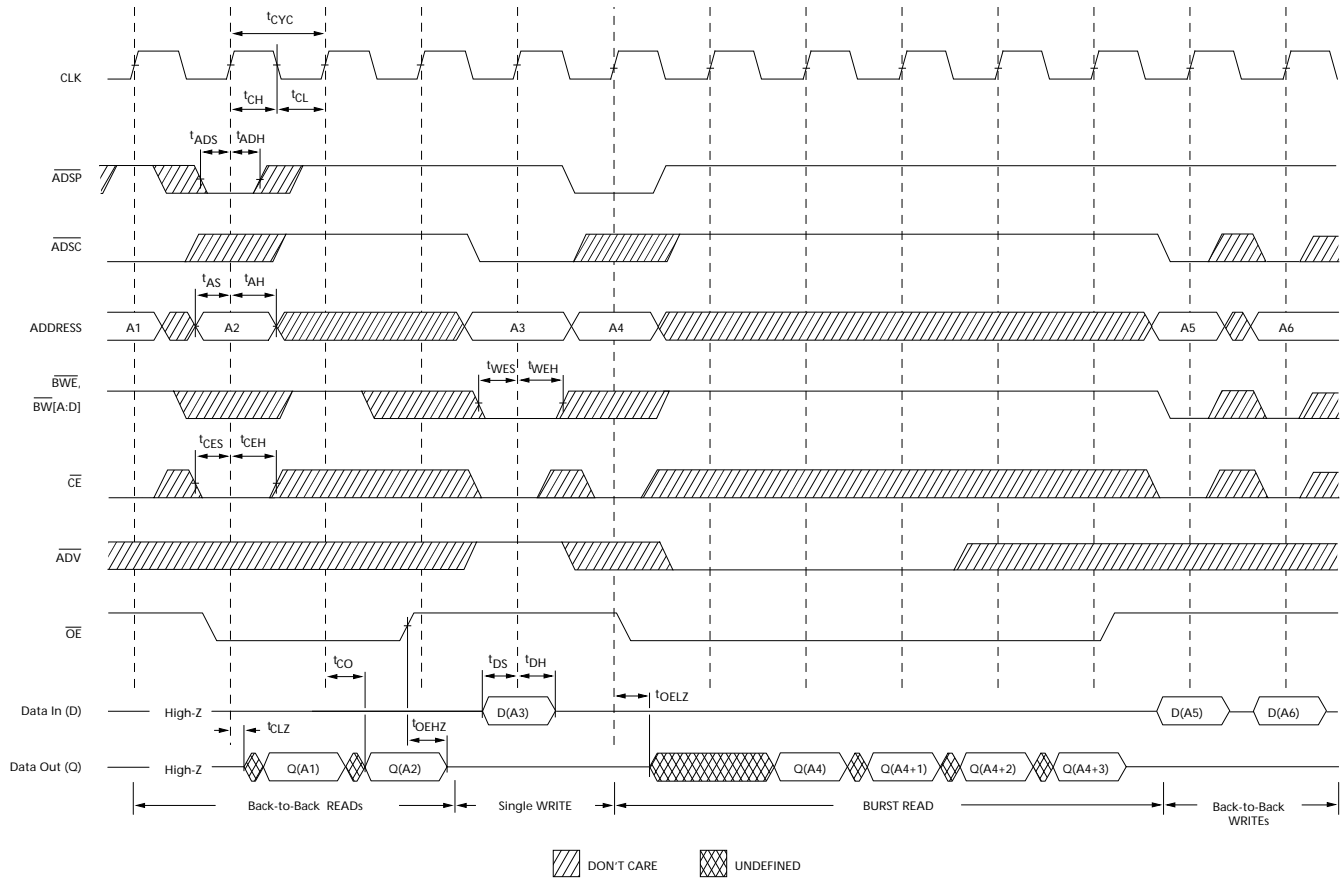 tCYC
CLK
tCH
tCL
tADS
tADH
ADSP
ADSC
tAS
tAH
ADDRESS
A1
A2
A3
A4
A5
A6
tWES
tWEH
BWE,
BW[A:D]
tCES
tCEH
CE
ADV
OE
tCO
tDS
tDH
tOELZ
Data In (D)
High-Z
D(A3)
D(A5)
D(A6)
tCLZ
tOEHZ
Data Out (Q)
High-Z
Q(A1)
Q(A2)
Q(A4)
Q(A4+1)
Q(A4+2)
Q(A4+3)
Back-to-Back READs
Single WRITE
BURST READ
Back-to-Back
WRITEs
DON'T CARE
UNDEFINED